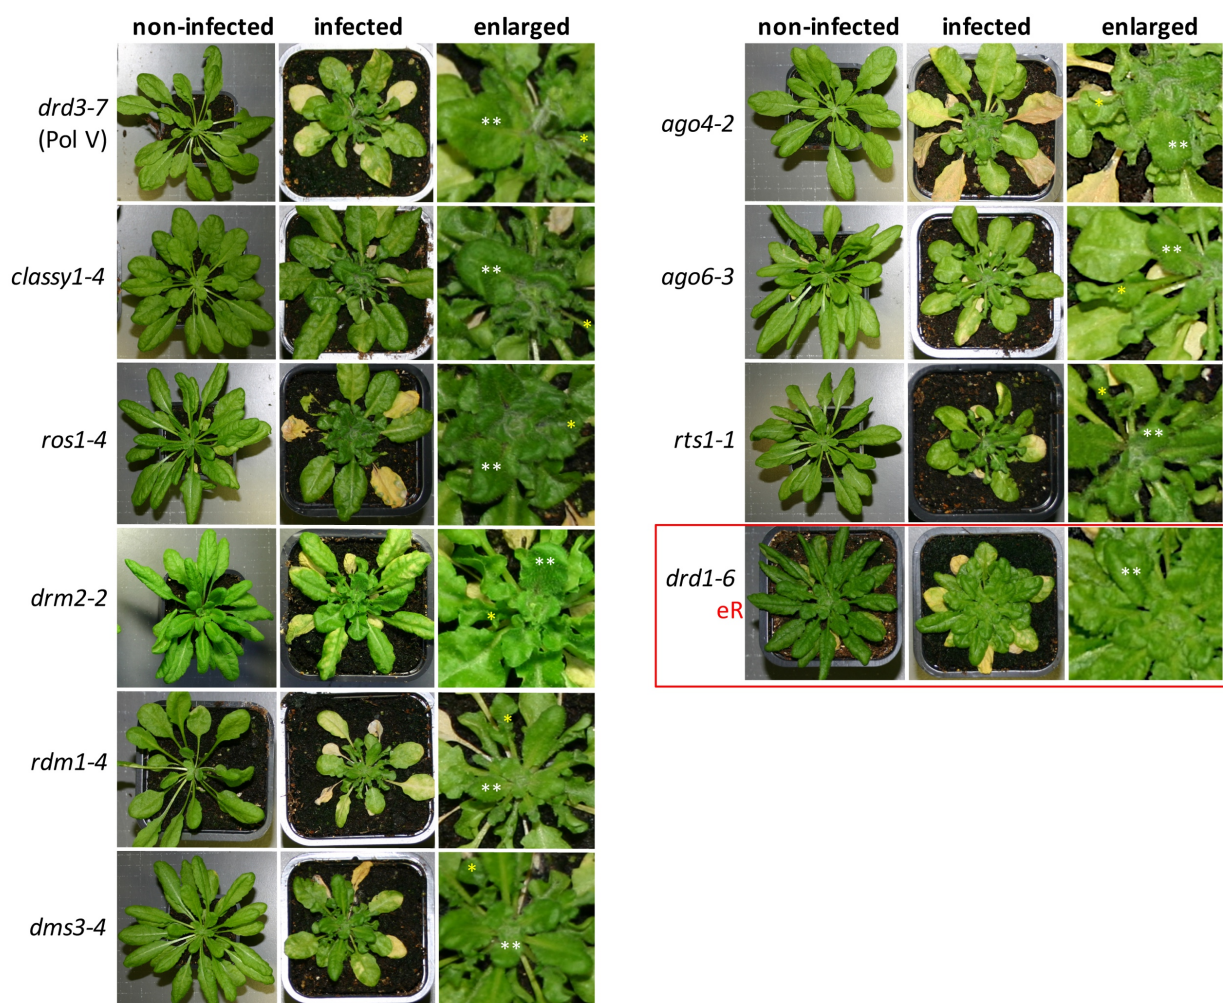 non-infected infected enlarged
drd3-7
(Pol V)
**
*
classy1-4
**
*
ros1-4
*
**
drm2-2
**
*
rdm1-4
*
**
dms3-4
*
**
non-infected infected enlarged
ago4-2
*
**
ago6-3
**
*
rts1-1
*
**
drd1-6
eR
**